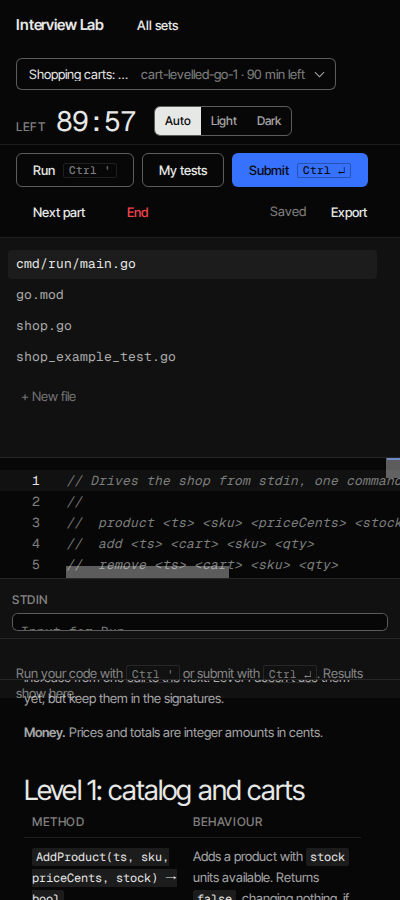 Interview Lab All sets
Shopping carts: ... cart-levelled-go-1 · 90 min left
LEFT 89:57 Auto Light Dark
Run Ctrl ' My tests Submit Ctrl ↵
Next part End Saved Export
cmd/run/main.go
go.mod
shop.go
shop_example_test.go
+ New file
1 // Drives the shop from stdin, one command
2 //
3 // product <ts> <sku> <priceCents> <stock
4 // add <ts> <cart> <sku> <qty>
5 // remove <ts> <cart> <sku> <qty>
STDIN
Input for Run
Run your code with Ctrl ' or submit with Ctrl ↵. Results
show here.
yet, but keep them in the signatures.
Money. Prices and totals are integer amounts in cents.
Level 1: catalog and carts
METHOD BEHAVIOUR
AddProduct(ts, sku, Adds a product with stock
priceCents, stock) → units available. Returns
bool false, changing nothing, if